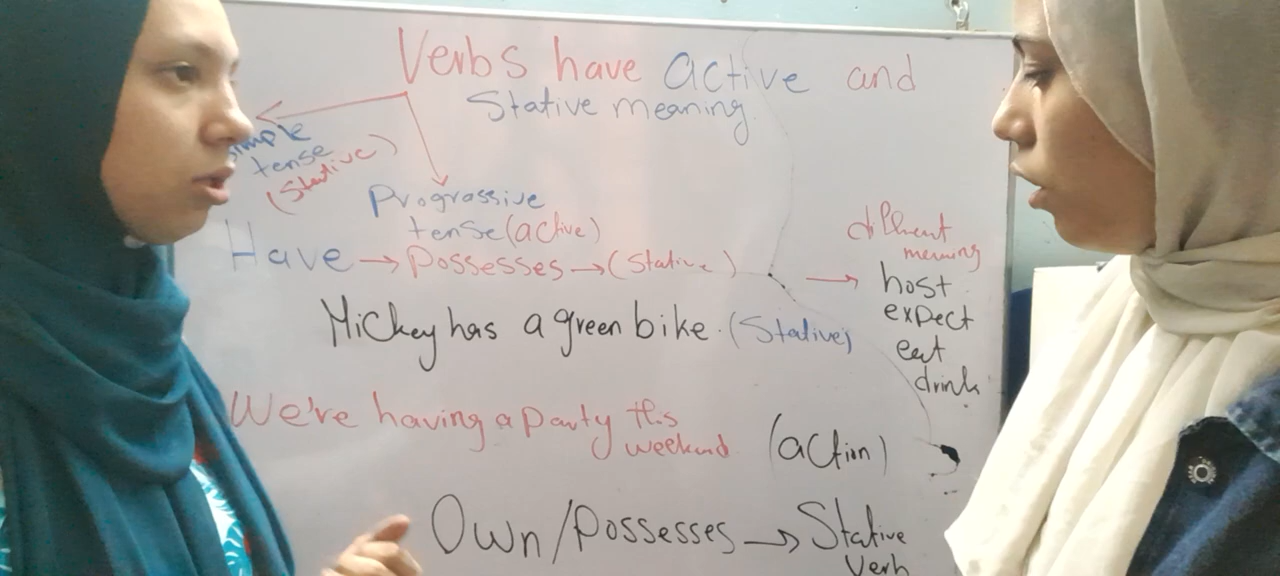 Verbs have active and
Stative meaning
tense
(Stative)
Progressive
tense (active)
Have → Possesses → (Stative)
different
meaning
host
expect
eat
drink
Mickey has a green bike. (Stative)
We're having a party this
weekend (action)
Own/Possesses → Stative
Verb